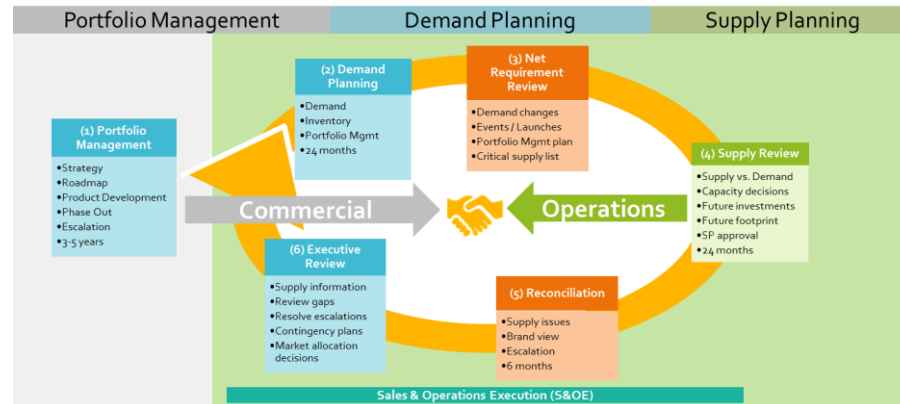 Portfolio Management
Demand Planning
Supply Planning
(1) Portfolio
Management
•Strategy
•Roadmap
•Product Development
•Phase Out
•Escalation
•3-5 years
(2) Demand
Planning
•Demand
•Inventory
•Portfolio Mgmt
•24 months
(3) Net
Requirement
Review
•Demand changes
•Events / Launches
•Portfolio Mgmt plan
•Critical supply list
(4) Supply Review
•Supply vs. Demand
•Capacity decisions
•Future investments
•Future footprint
•SP approval
•24 months
Commercial
Operations
(6) Executive
Review
•Supply information
•Review gaps
•Resolve escalations
•Contingency plans
•Market allocation
decisions
(5) Reconciliation
•Supply issues
•Brand view
•Escalation
•6 months
Sales & Operations Execution (S&OE)